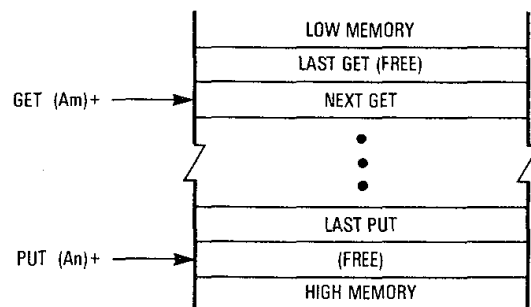 LOW MEMORY
LAST GET (FREE)
GET (Am)+
NEXT GET
LAST PUT
PUT (An)+
(FREE)
HIGH MEMORY